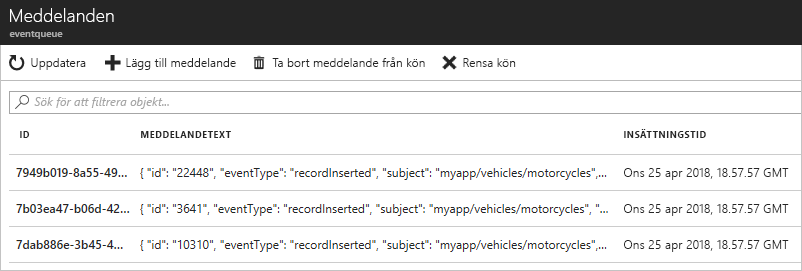 Meddelanden
eventqueue
Uppdatera Lägg till meddelande Ta bort meddelande från kön Rensa kön
Sök för att filtrera objekt...
ID MEDDELANDETEXT INSÄTTNINGSTID
7949b019-8a55-49... { "id": "22448", "eventType": "recordInserted", "subject": "myapp/vehicles/motorcycles",... Ons 25 apr 2018, 18.57.57 GMT
7b03ea47-b06d-42... { "id": "3641", "eventType": "recordInserted", "subject": "myapp/vehicles/motorcycles", "... Ons 25 apr 2018, 18.57.57 GMT
7dab886e-3b45-4... { "id": "10310", "eventType": "recordInserted", "subject": "myapp/vehicles/motorcycles",... Ons 25 apr 2018, 18.57.57 GMT